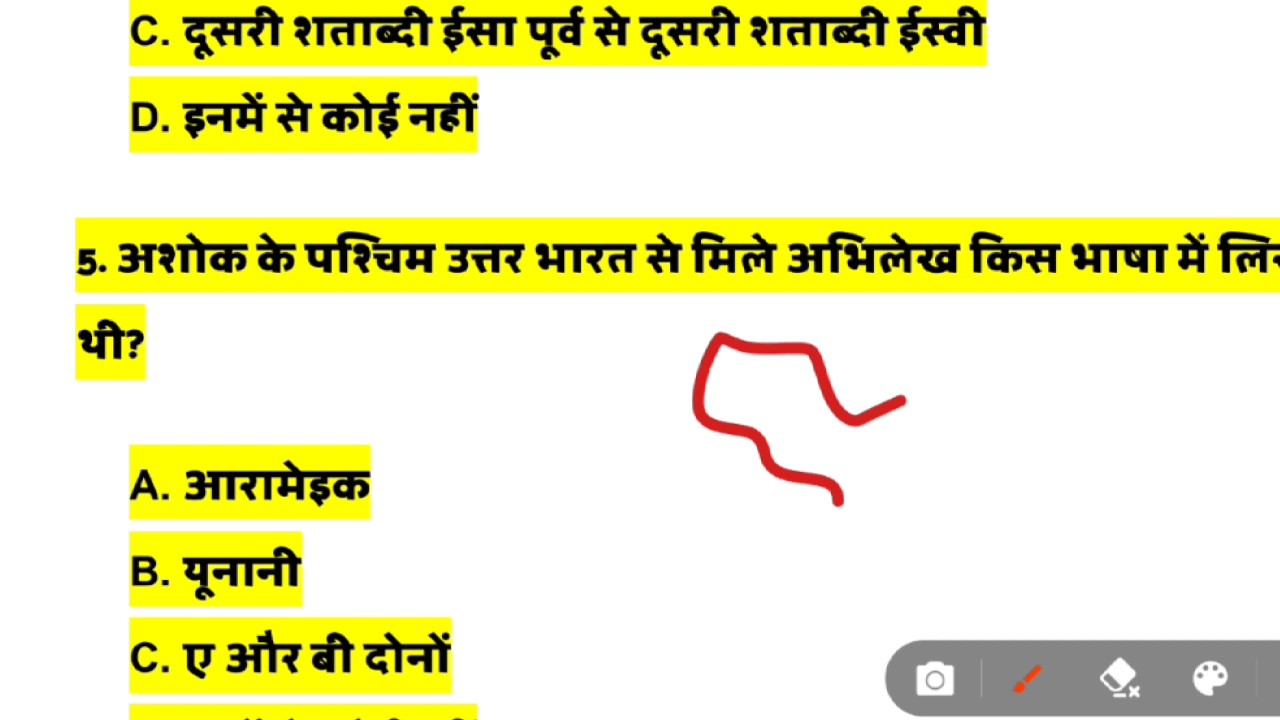 C. दूसरी शताब्दी ईसा पूर्व से दूसरी शताब्दी ईस्वी
D. इनमें से कोई नहीं
5. अशोक के पश्चिम उत्तर भारत से मिले अभिलेख किस भाषा में
थी?
A. आरामेइक
B. यूनानी
C. ए और बी दोनों